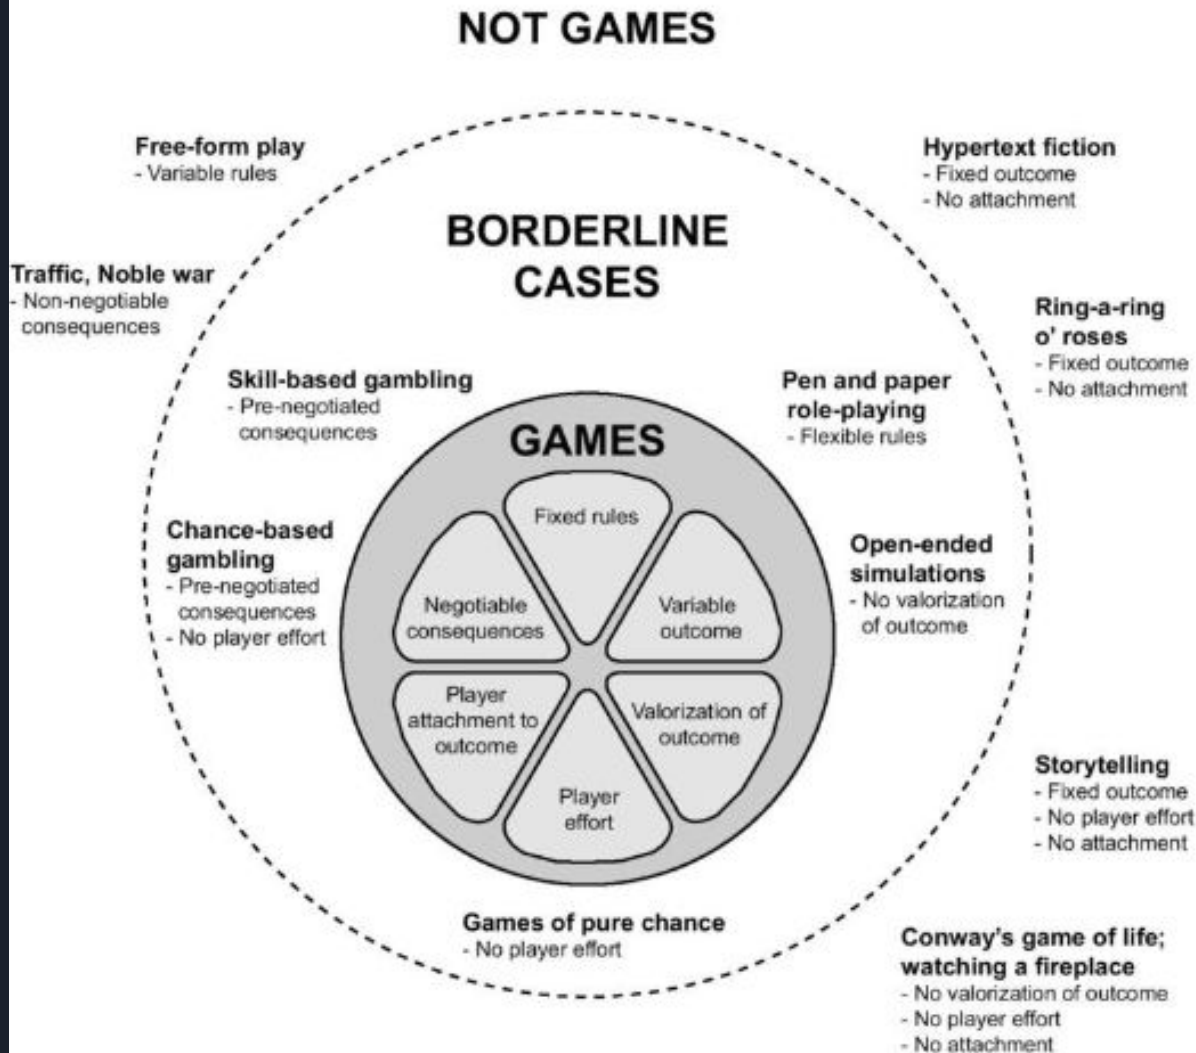 NOT GAMES
Free-form play
- Variable rules
Hypertext fiction
- Fixed outcome
- No attachment
BORDERLINE
CASES
Traffic, Noble war
- Non-negotiable
consequences
Ring-a-ring
o' roses
- Fixed outcome
- No attachment
Skill-based gambling
- Pre-negotiated
consequences
Pen and paper
role-playing
- Flexible rules
GAMES
Fixed rules
Chance-based
gambling
- Pre-negotiated
consequences
- No player effort
Negotiable
consequences
Variable
outcome
Open-ended
simulations
- No valorization
of outcome
Player
attachment to
outcome
Valorization of
outcome
Player
effort
Storytelling
- Fixed outcome
- No player effort
- No attachment
Games of pure chance
- No player effort
Conway's game of life;
watching a fireplace
- No valorization of outcome
- No player effort
- No attachment